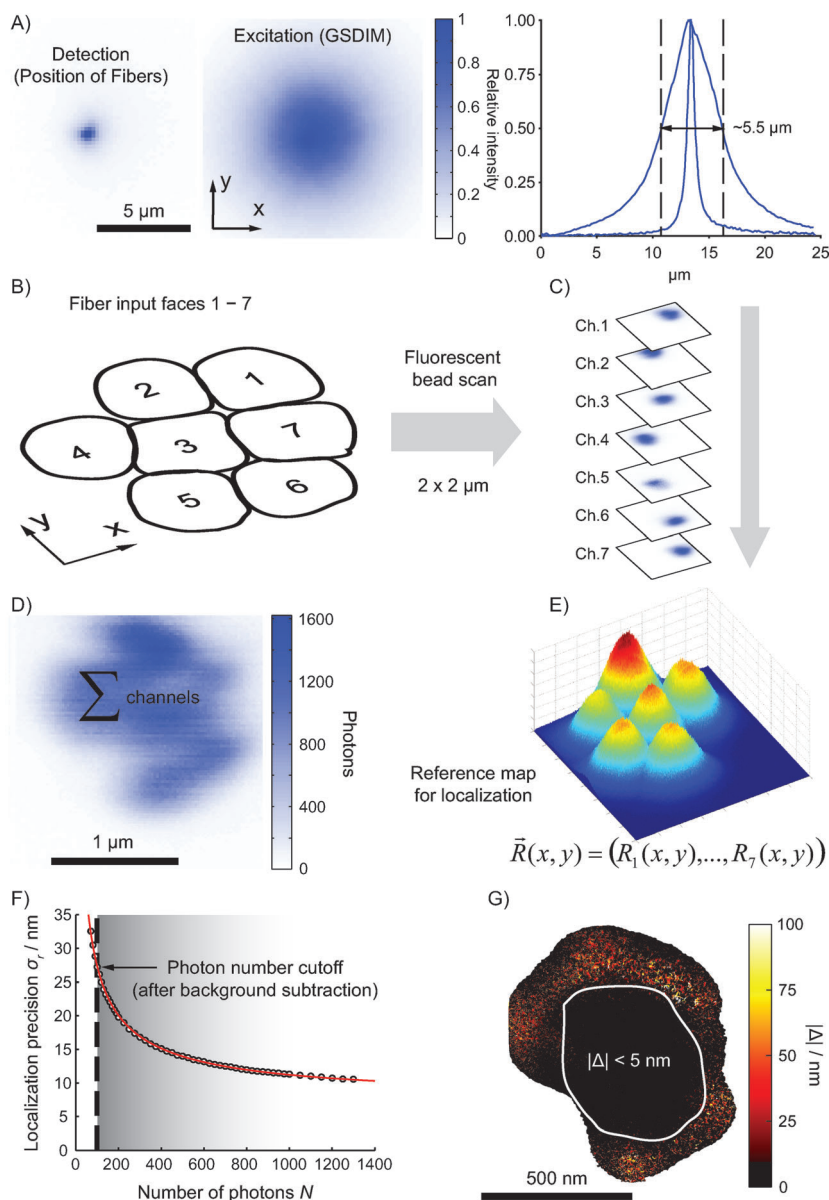 A)
Detection
(Position of Fibers)
Excitation (GSDIM)
5 µm
y
x
1
0.8
0.6
0.4
0.2
0
Relative intensity
1.00
0.75
0.50
0.25
0.00
~5.5 µm
0 5 10 15 20 25
µm
B)
Fiber input faces 1 – 7
1
2
3
4
5
6
7
y
x
Fluorescent
bead scan
2 x 2 µm
C)
Ch.1
Ch.2
Ch.3
Ch.4
Ch.5
Ch.6
Ch.7
D)
∑ channels
1 µm
1600
1200
800
400
0
Photons
E)
Reference map
for localization
R⃗(x, y) = (R₁(x, y),..., R₇(x, y))
F)
Localization precision σᵣ / nm
35
30
25
20
15
10
5
0
Photon number cutoff
(after background subtraction)
0 200 400 600 800 1000 1200 1400
Number of photons N
G)
|Δ| < 5 nm
500 nm
100
75
50
25
0
|Δ| / nm